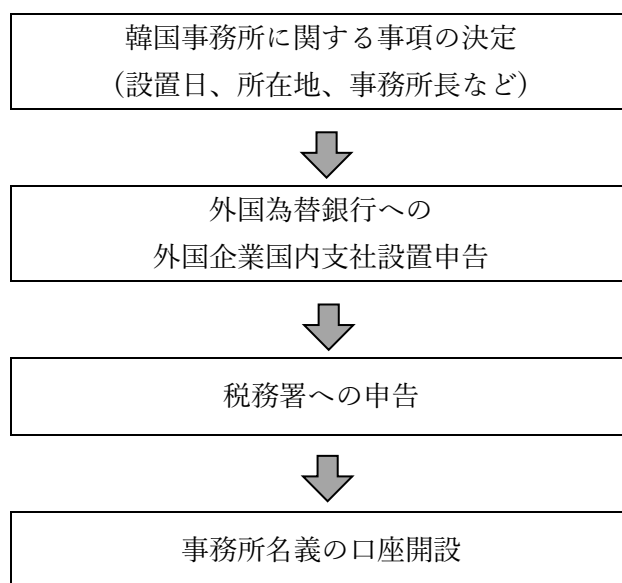 韓国事務所に関する事項の決定
（設置日、所在地、事務所長など）
外国為替銀行への
外国企業国内支社設置申告
税務署への申告
事務所名義の口座開設